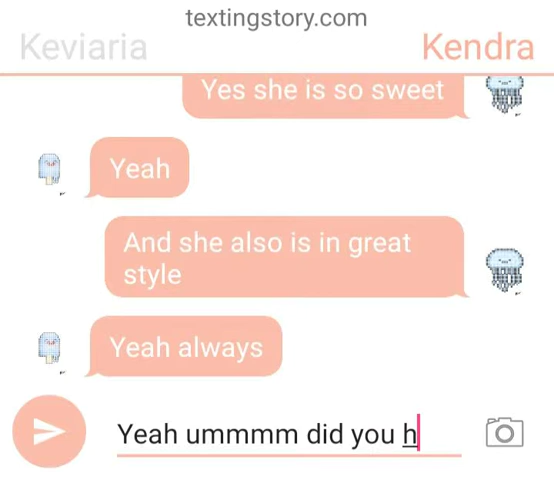 textingstory.com
Keviaria
Kendra
Yes she is so sweet
Yeah
And she also is in great
style
Yeah always
Yeah ummmm did you h